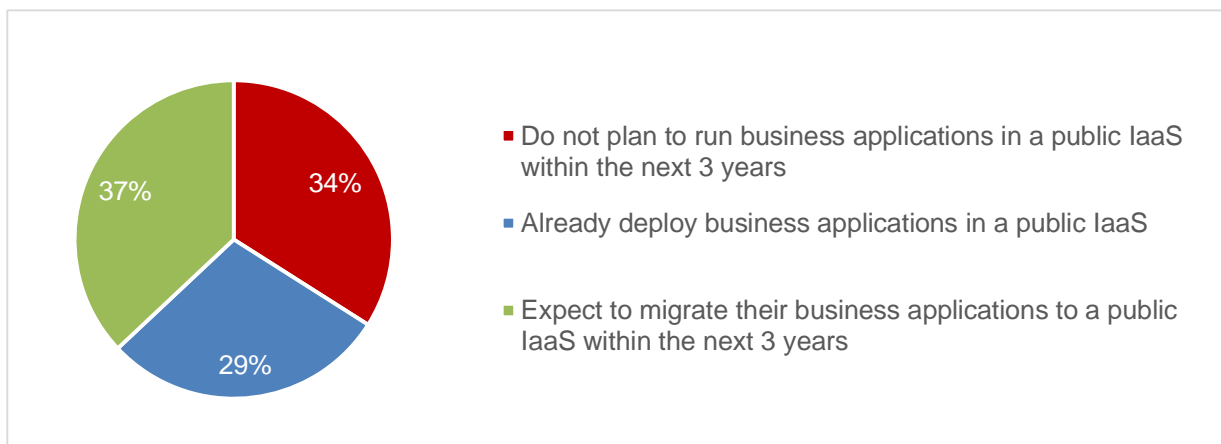 34%
37%
29%
Do not plan to run business applications in a public IaaS
within the next 3 years
Already deploy business applications in a public IaaS
Expect to migrate their business applications to a public
IaaS within the next 3 years